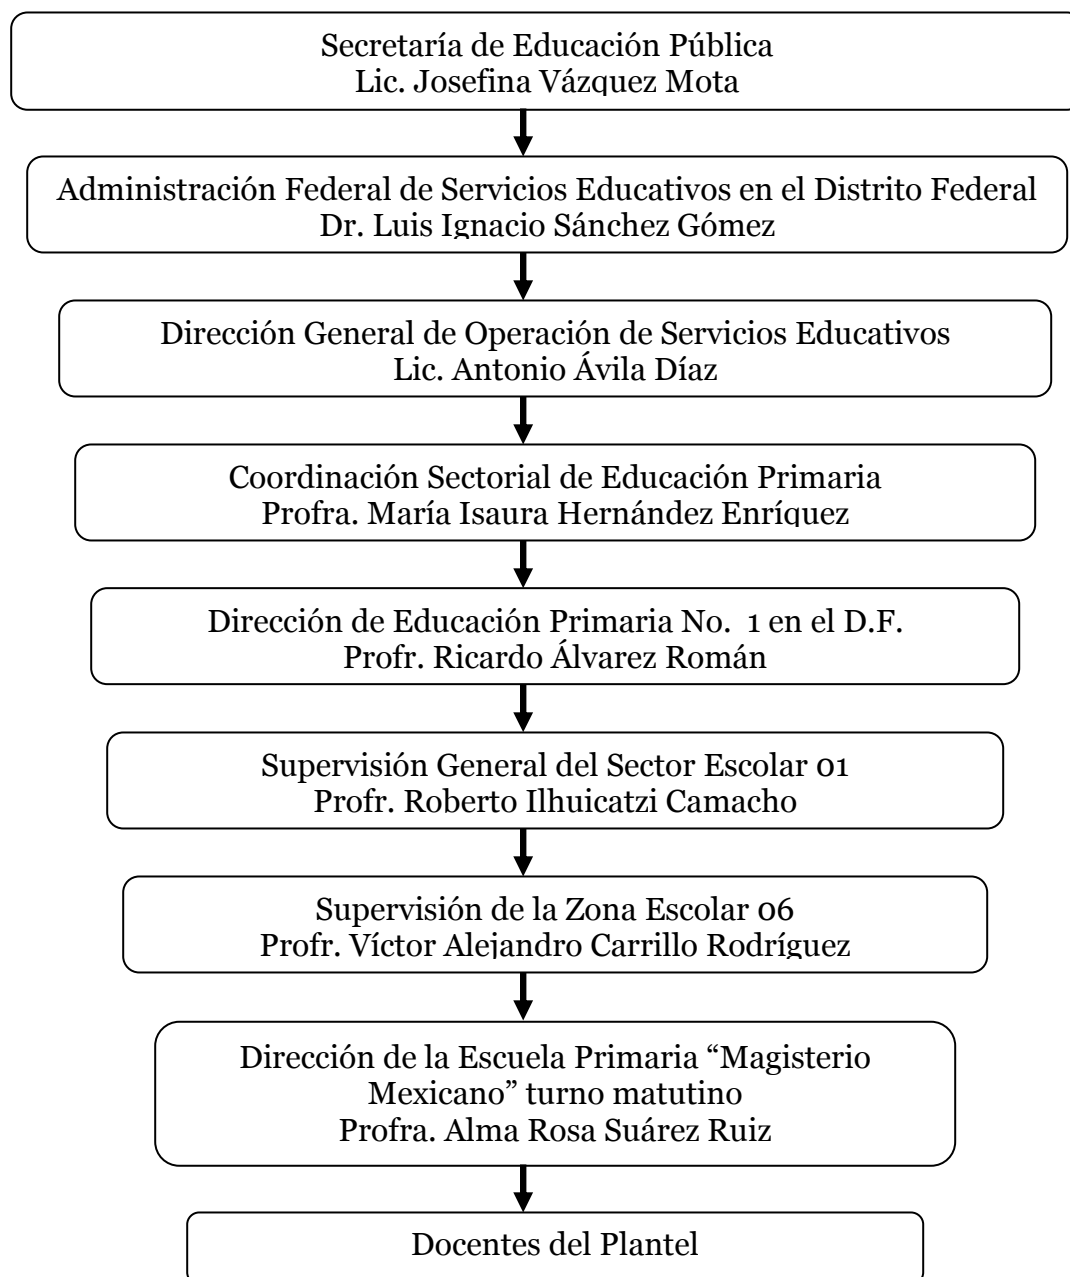 Secretaría de Educación Pública
Lic. Josefina Vázquez Mota
Administración Federal de Servicios Educativos en el Distrito Federal
Dr. Luis Ignacio Sánchez Gómez
Dirección General de Operación de Servicios Educativos
Lic. Antonio Ávila Díaz
Coordinación Sectorial de Educación Primaria
Profra. María Isaura Hernández Enríquez
Dirección de Educación Primaria No. 1 en el D.F.
Profr. Ricardo Álvarez Román
Supervisión General del Sector Escolar 01
Profr. Roberto Ilhuicatzi Camacho
Supervisión de la Zona Escolar 06
Profr. Víctor Alejandro Carrillo Rodríguez
Dirección de la Escuela Primaria “Magisterio
Mexicano” turno matutino
Profra. Alma Rosa Suárez Ruiz
Docentes del Plantel